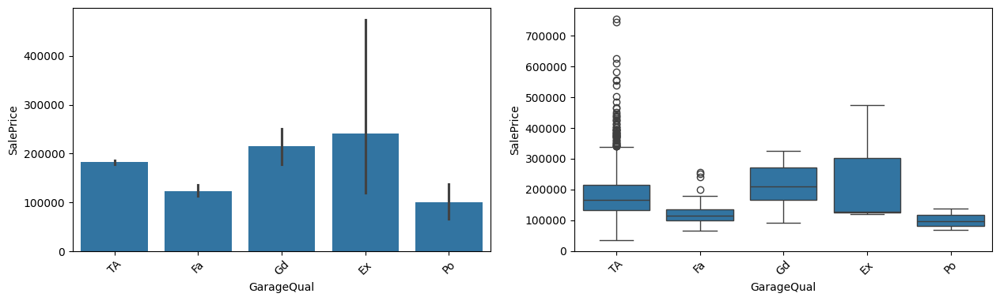 SalePrice
400000
300000
200000
100000
0
TA
Fa
Gd
Ex
Po
GarageQual
SalePrice
700000
600000
500000
400000
300000
200000
100000
0
TA
Fa
Gd
Ex
Po
GarageQual